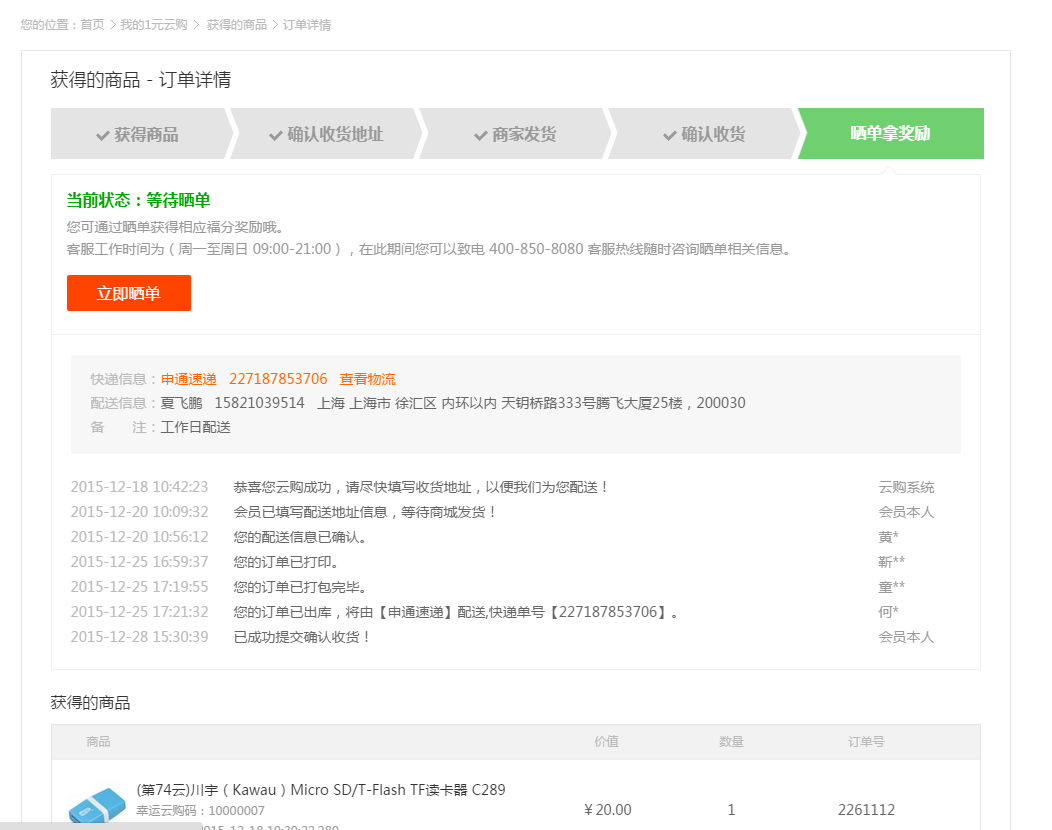 您的位置：首页 > 我的1元云购 > 获得的商品 > 订单详情
获得的商品 - 订单详情
获得商品 确认收货地址 商家发货 确认收货 晒单拿奖励
当前状态：等待晒单
您可通过晒单获得相应福分奖励哦。
客服工作时间为（周一至周日 09:00-21:00），在此期间您可以致电 400-850-8080 客服热线随时咨询晒单相关信息。
立即晒单
快递信息：申通速递 227187853706 查看物流
配送信息：夏飞鹏 15821039514 上海 上海市 徐汇区 内环以内 天钥桥路333号腾飞大厦25楼，200030
备 注：工作日配送
2015-12-18 10:42:23 恭喜您云购成功，请尽快填写收货地址，以便我们为您配送！ 云购系统
2015-12-20 10:09:32 会员已填写配送地址信息，等待商城发货！ 会员本人
2015-12-20 10:56:12 您的配送信息已确认。 黄*
2015-12-25 16:59:37 您的订单已打印。 靳**
2015-12-25 17:19:55 您的订单已打包完毕。 童**
2015-12-25 17:21:32 您的订单已出库，将由【申通速递】配送,快递单号【227187853706】。 何*
2015-12-28 15:30:39 已成功提交确认收货！ 会员本人
获得的商品
商品 价值 数量 订单号
(第74云)川宇（Kawau）Micro SD/T-Flash TF读卡器 C289
幸运云购码：10000007
￥20.00 1 2261112